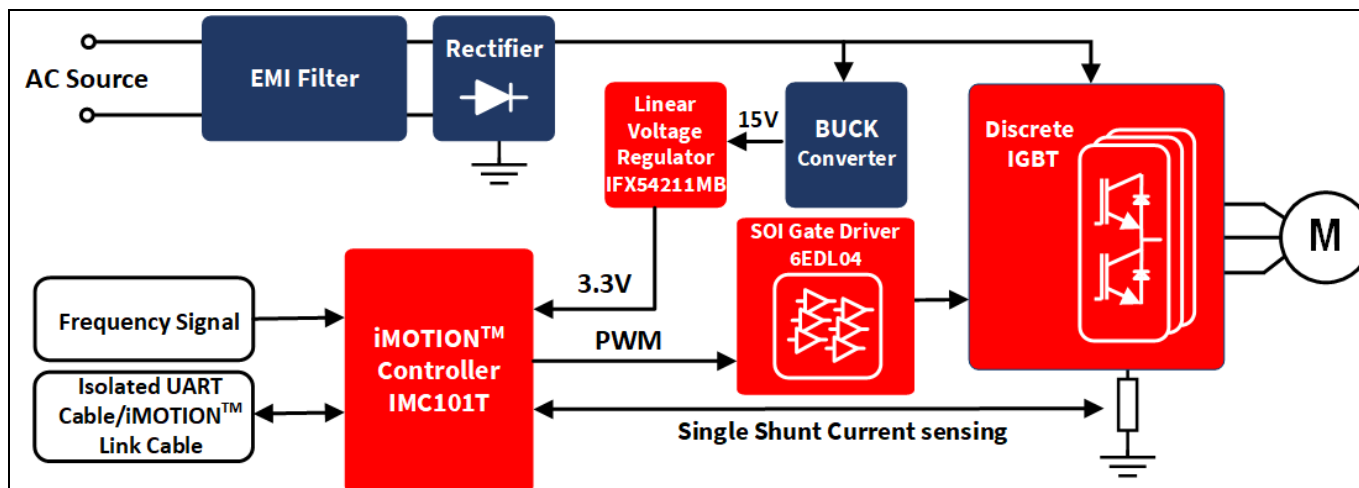 AC Source
EMI Filter
Rectifier
Linear
Voltage
Regulator
IFX54211MB
15V
BUCK
Converter
Discrete
IGBT
SOI Gate Driver
6EDL04
M
3.3V
Frequency Signal
iMOTION™
Controller
IMC101T
PWM
Isolated UART
Cable/iMOTION™
Link Cable
Single Shunt Current sensing